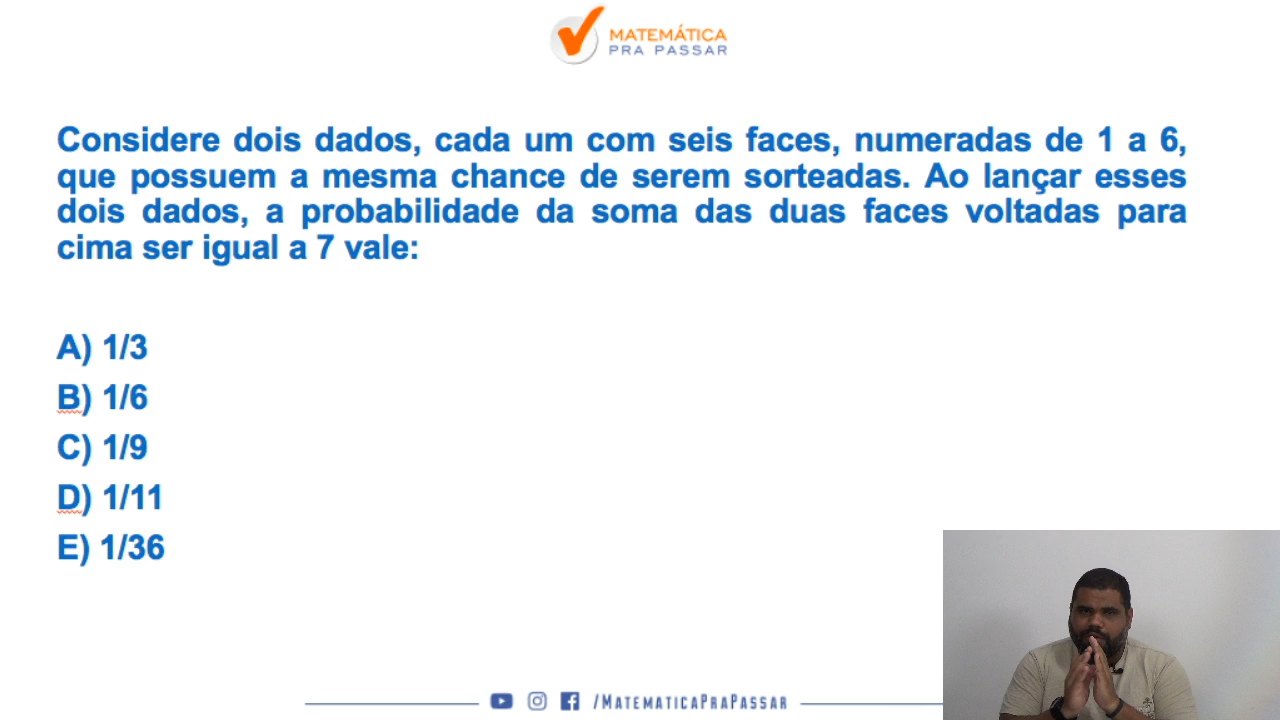 MATEMÁTICA
PRA PASSAR
Considere dois dados, cada um com seis faces, numeradas de 1 a 6,
que possuem a mesma chance de serem sorteadas. Ao lançar esses
dois dados, a probabilidade da soma das duas faces voltadas para
cima ser igual a 7 vale:
A) 1/3
B) 1/6
C) 1/9
D) 1/11
E) 1/36
/MATEMATICAPRAPASSAR